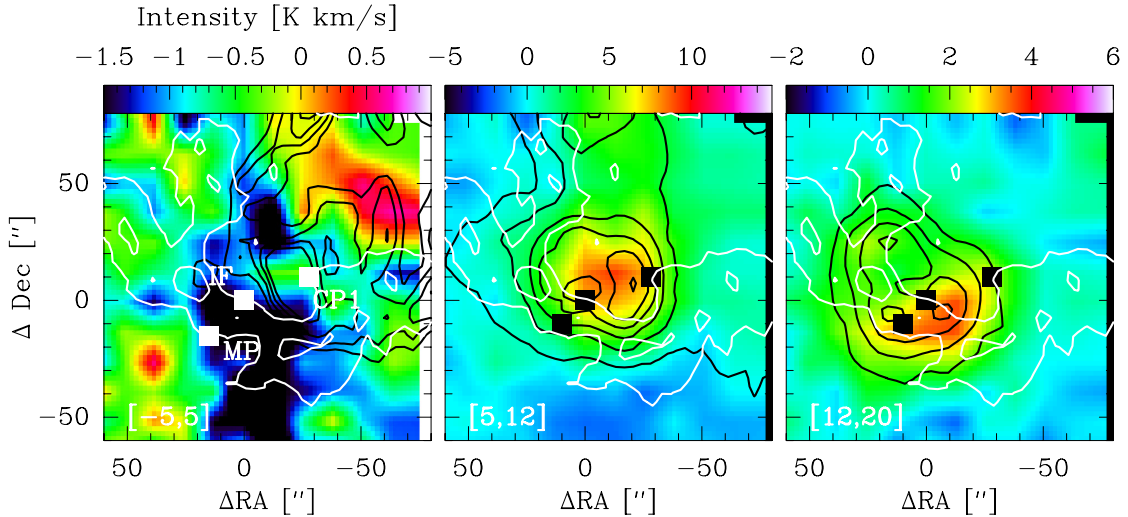 Intensity [K km/s]
−1.5 −1 −0.5 0 0.5
−5 0 5 10
−2 0 2 4 6
50
0
−50
Δ Dec ["]
IF
CP1
MP
[−5,5]
[5,12]
[12,20]
50 0 −50
50 0 −50
50 0 −50
ΔRA ["]
ΔRA ["]
ΔRA ["]